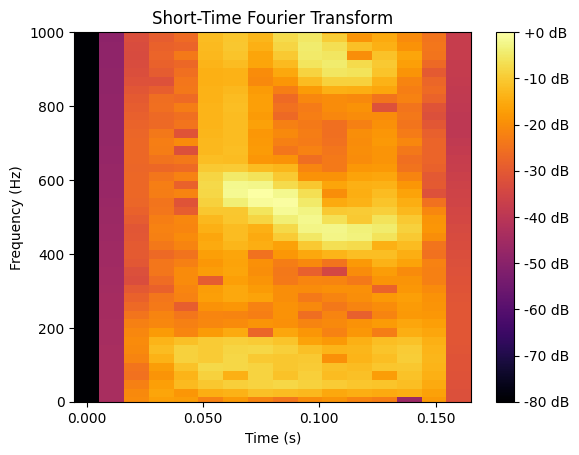 Short-Time Fourier Transform
1000
800
600
400
200
0
Frequency (Hz)
0.000
0.050
0.100
0.150
Time (s)
+0 dB
-10 dB
-20 dB
-30 dB
-40 dB
-50 dB
-60 dB
-70 dB
-80 dB